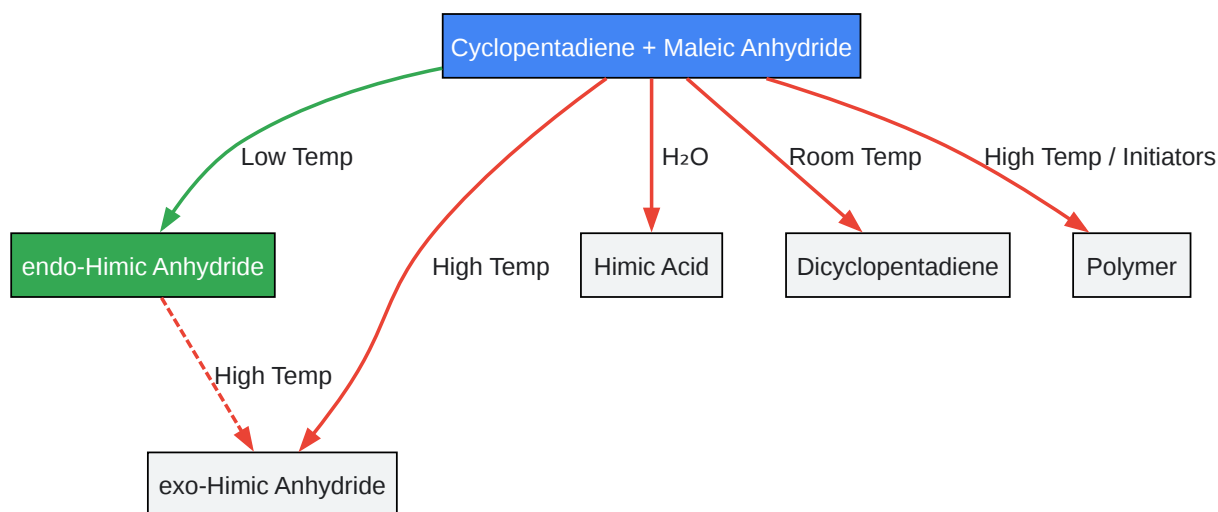 Cyclopentadiene + Maleic Anhydride
Low Temp
H₂O
Room Temp
High Temp / Initiators
endo-Himic Anhydride
High Temp
Himic Acid
Dicyclopentadiene
Polymer
High Temp
exo-Himic Anhydride